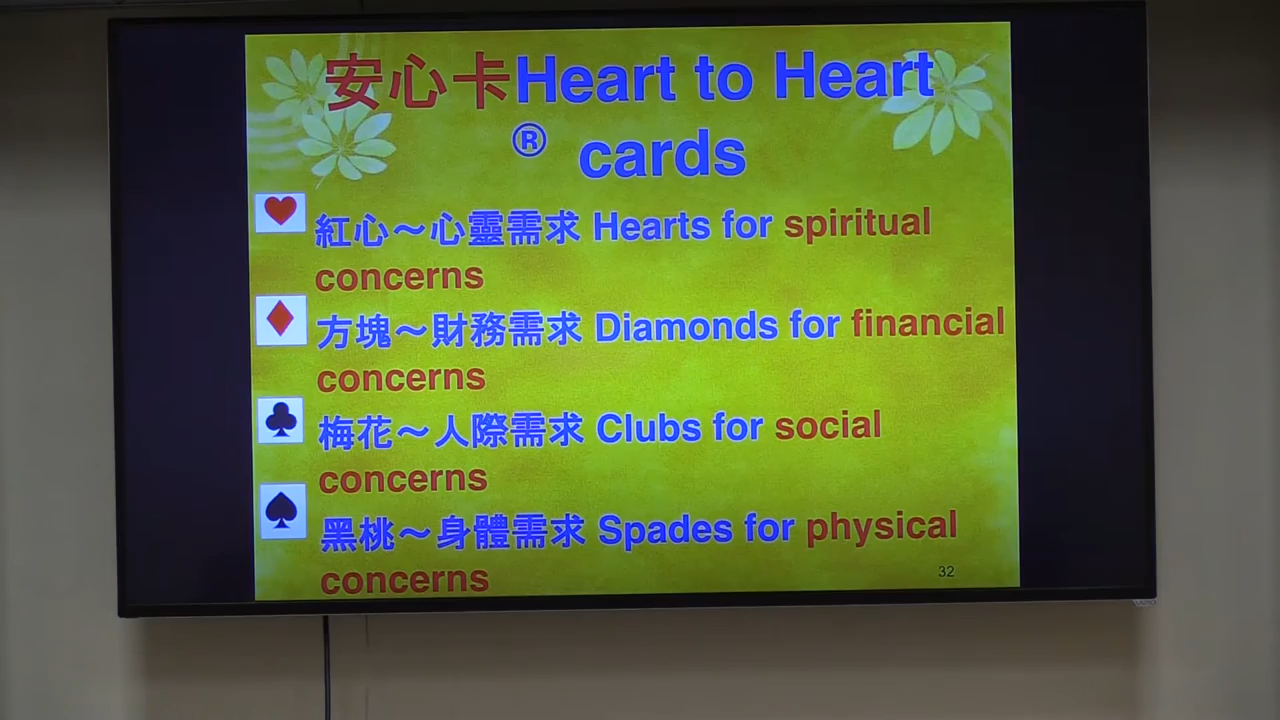 安心卡Heart to Heart
® cards
紅心～心靈需求 Hearts for spiritual
concerns
方塊～財務需求 Diamonds for financial
concerns
梅花～人際需求 Clubs for social
concerns
黑桃～身體需求 Spades for physical
concerns
32